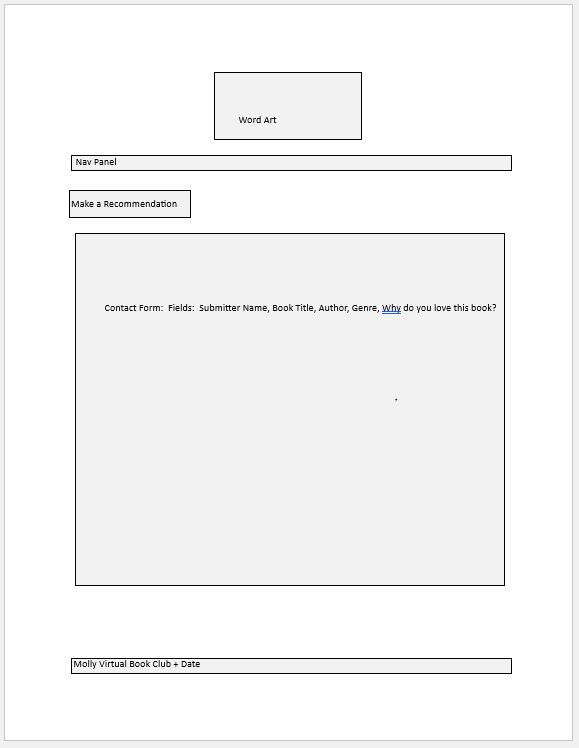 Word Art
Nav Panel
Make a Recommendation
Contact Form:  Fields:  Submitter Name, Book Title, Author, Genre, Why do you love this book?
Molly Virtual Book Club + Date